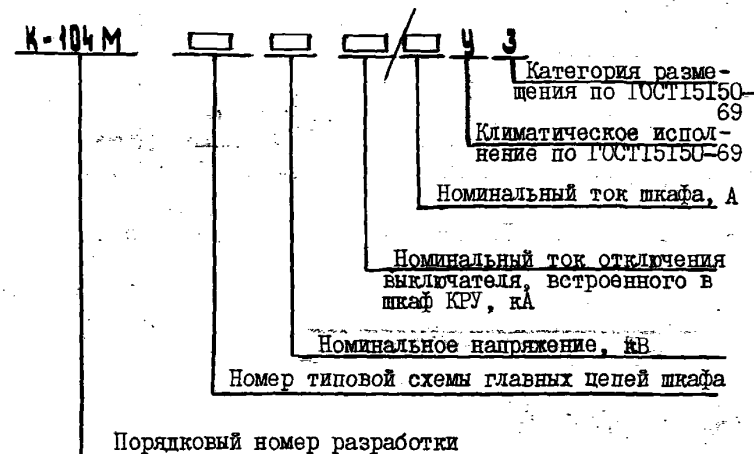 К-104М / У 3
Категория разме-
щения по ГОСТ15150-
69
Климатическое испол-
нение по ГОСТ15150-69
Номинальный ток шкафа, А
Номинальный ток отключения
выключателя, встроенного в
шкаф КРУ, кА
Номинальное напряжение, кВ
Номер типовой схемы главных цепей шкафа
Порядковый номер разработки